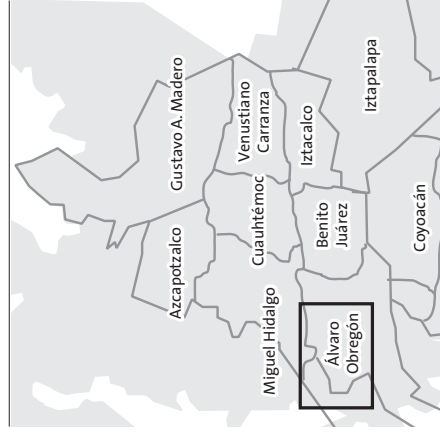 Gustavo A. Madero
Venustiano
Carranza
Iztacalco
Iztapalapa
Azcapotzalco
Cuauhtémoc
Benito
Juárez
Coyoacán
Miguel Hidalgo
Álvaro
Obregón